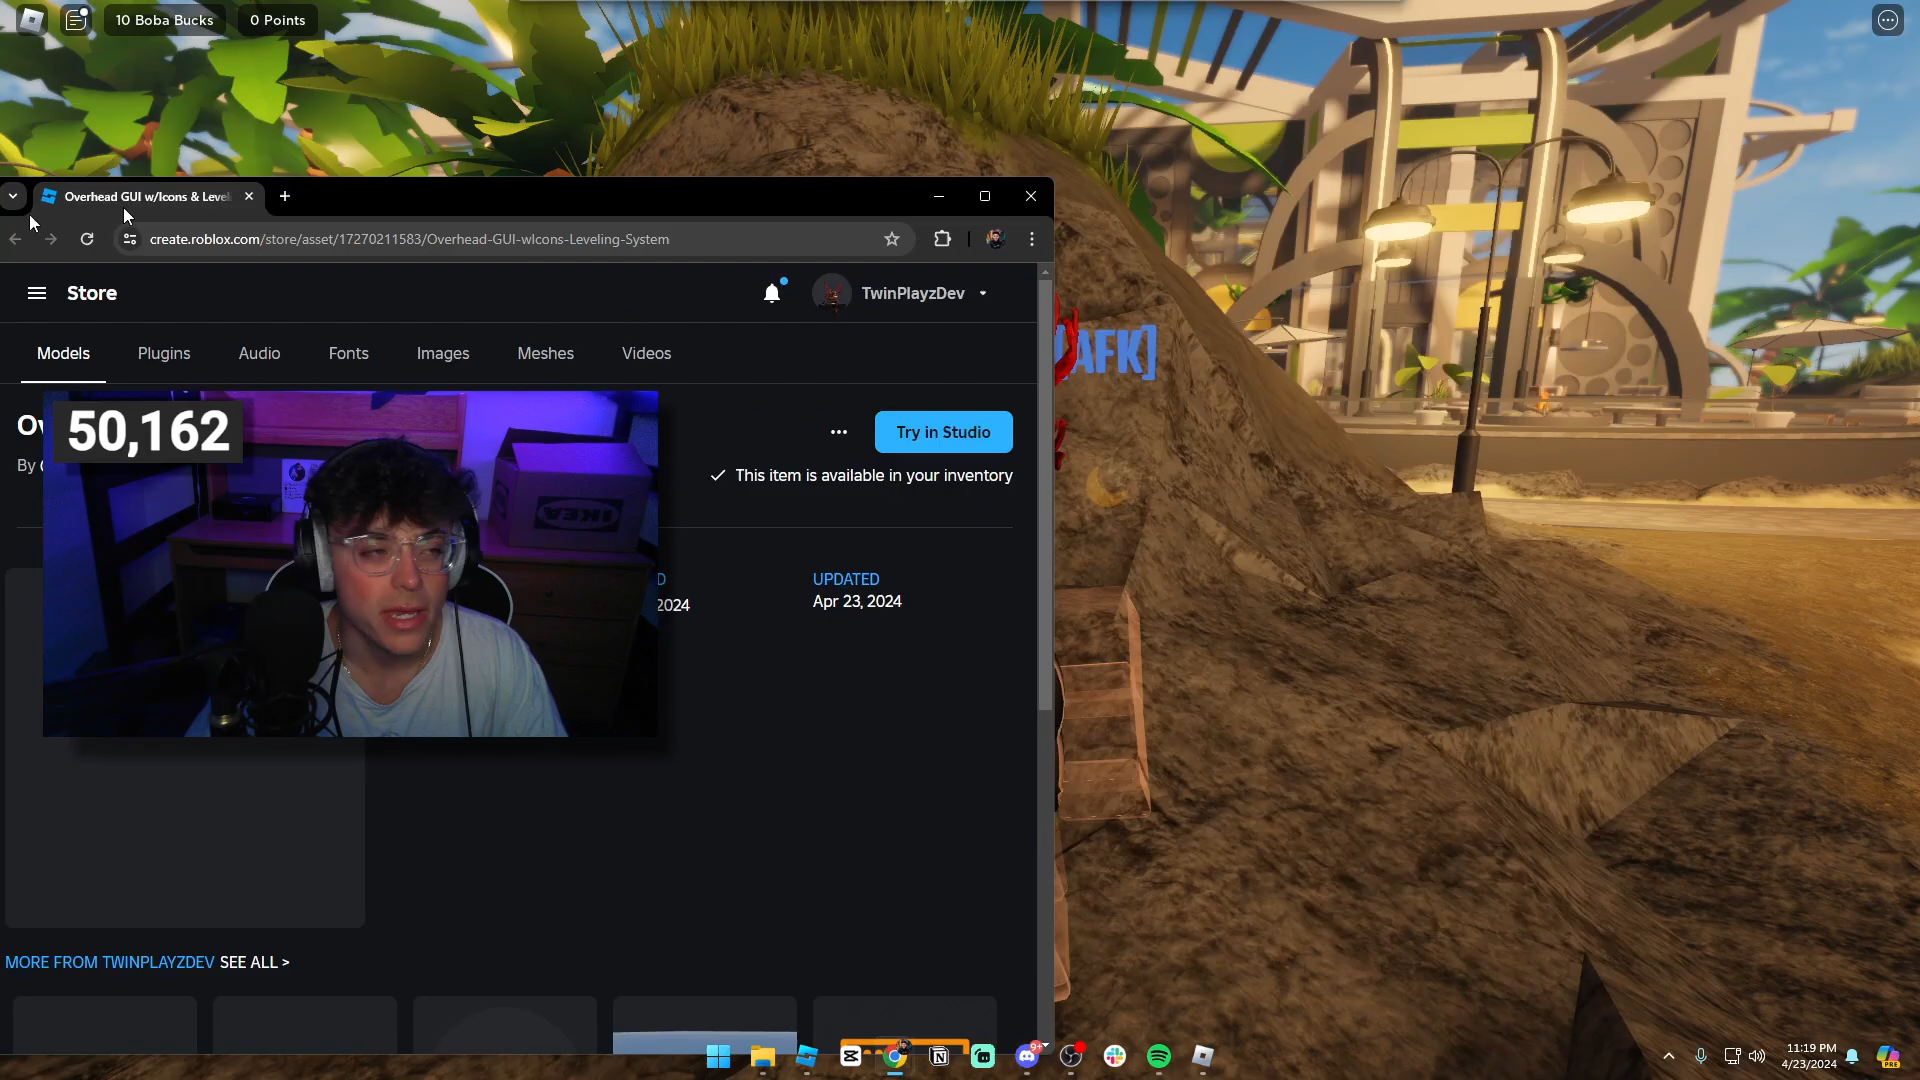 10 Boba Bucks
0 Points
Overhead GUI w/Icons & Level
create.roblox.com/store/asset/17270211583/Overhead-GUI-wIcons-Leveling-System
Store
TwinPlayzDev
Models
Plugins
Audio
Fonts
Images
Meshes
Videos
AFK]
50,162
Try in Studio
By
This item is available in your inventory
IKEA
UPDATED
2024
Apr 23, 2024
MORE FROM TWINPLAYZDEV SEE ALL >
9+
11:19 PM
4/23/2024
PRE